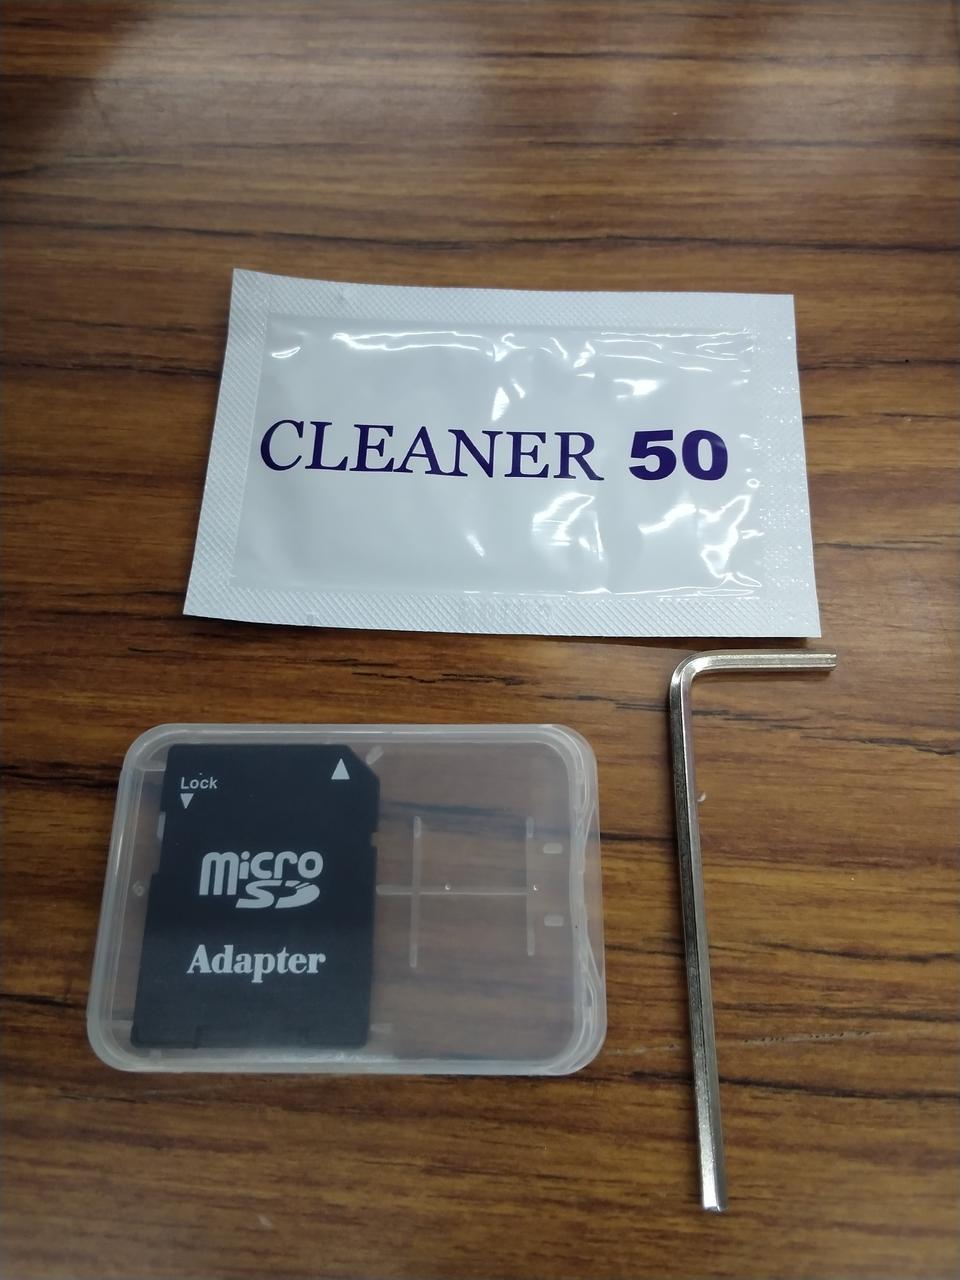 CLEANER 50
Lock
micro
SD
Adapter